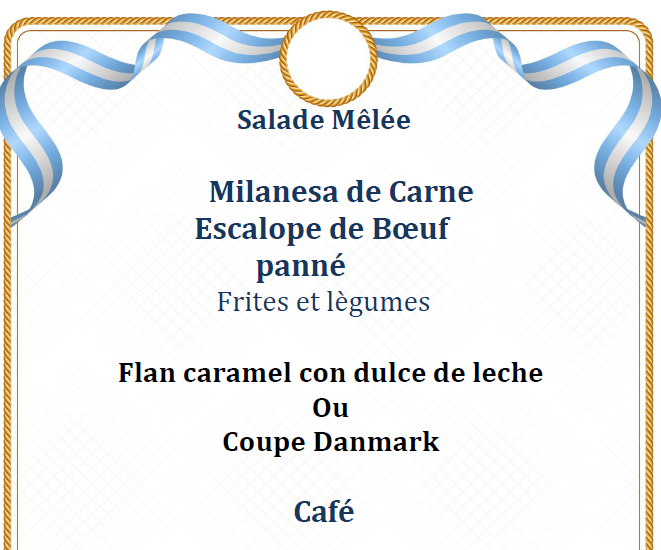 Salade Mêlée
Milanesa de Carne
Escalope de Bœuf
panné
Frites et lègumes
Flan caramel con dulce de leche
Ou
Coupe Danmark
Café